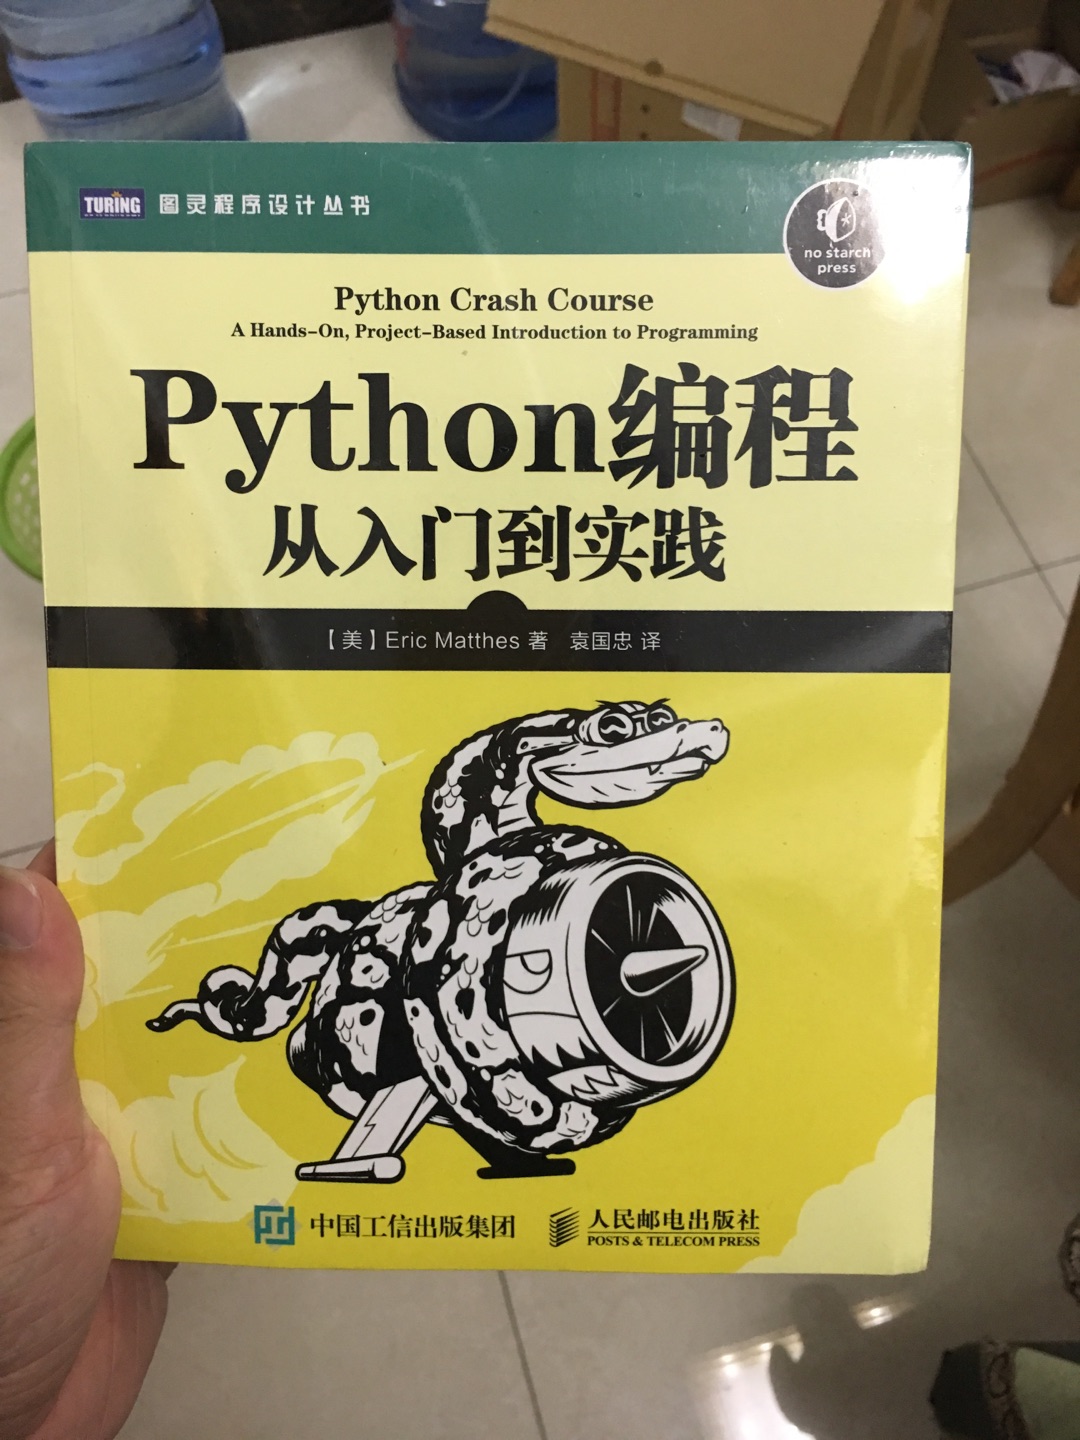 TURING 图灵程序设计丛书
no starch
press
Python Crash Course
A Hands-On, Project-Based Introduction to Programming
Python编程
从入门到实践
【美】Eric Matthes 著 袁国忠 译
中国工信出版集团
人民邮电出版社
POSTS & TELECOM PRESS